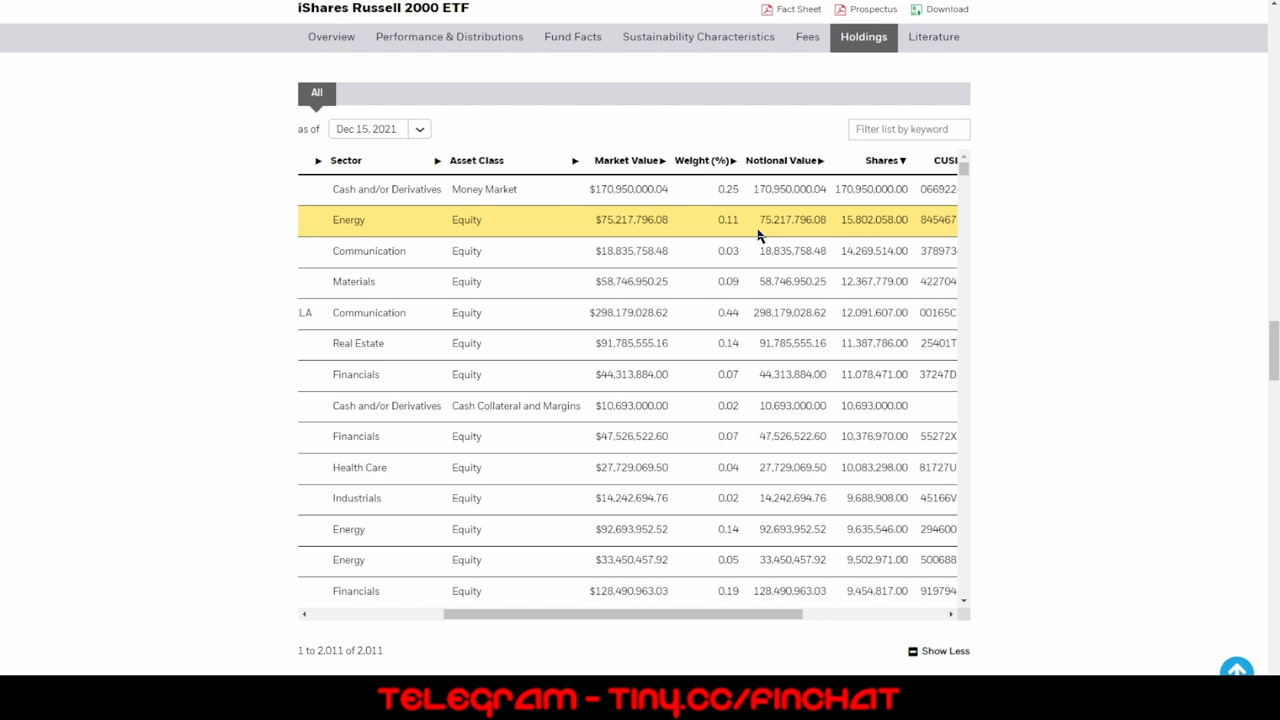 iShares Russell 2000 ETF Fact Sheet Prospectus Download
Overview Performance & Distributions Fund Facts Sustainability Characteristics Fees Holdings Literature
All
as of Dec 15, 2021 Filter list by keyword
Sector Asset Class Market Value Weight (%) Notional Value Shares CUSI
Cash and/or Derivatives Money Market $170,950,000.04 0.25 170,950,000.04 170,950,000.00 066922
Energy Equity $75,217,796.08 0.11 75,217,796.08 15,802,058.00 845467
Communication Equity $18,835,758.48 0.03 18,835,758.48 14,269,514.00 378973
Materials Equity $58,746,950.25 0.09 58,746,950.25 12,367,779.00 422704
LA Communication Equity $298,179,028.62 0.44 298,179,028.62 12,091,607.00 00165C
Real Estate Equity $91,785,555.16 0.14 91,785,555.16 11,387,786.00 25401T
Financials Equity $44,313,884.00 0.07 44,313,884.00 11,078,471.00 37247D
Cash and/or Derivatives Cash Collateral and Margins $10,693,000.00 0.02 10,693,000.00 10,693,000.00
Financials Equity $47,526,522.60 0.07 47,526,522.60 10,376,970.00 55272X
Health Care Equity $27,729,069.50 0.04 27,729,069.50 10,083,298.00 81727U
Industrials Equity $14,242,694.76 0.02 14,242,694.76 9,688,908.00 45166V
Energy Equity $92,693,952.52 0.14 92,693,952.52 9,635,546.00 294600
Energy Equity $33,450,457.92 0.05 33,450,457.92 9,502,971.00 500688
Financials Equity $128,490,963.03 0.19 128,490,963.03 9,454,817.00 919794
1 to 2,011 of 2,011 Show Less
TELEGRAM - TINY.CC/FINCHAT